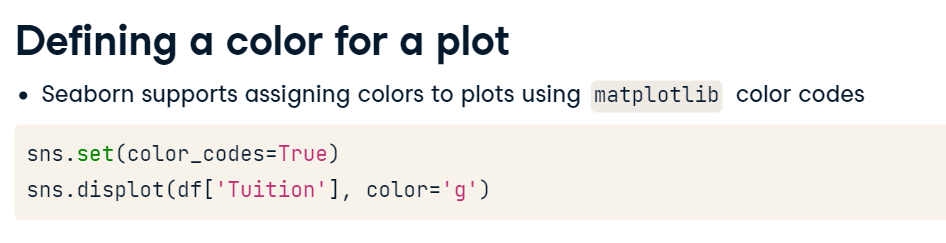 Defining a color for a plot
• Seaborn supports assigning colors to plots using matplotlib color codes
sns.set(color_codes=True)
sns.displot(df['Tuition'], color='g')